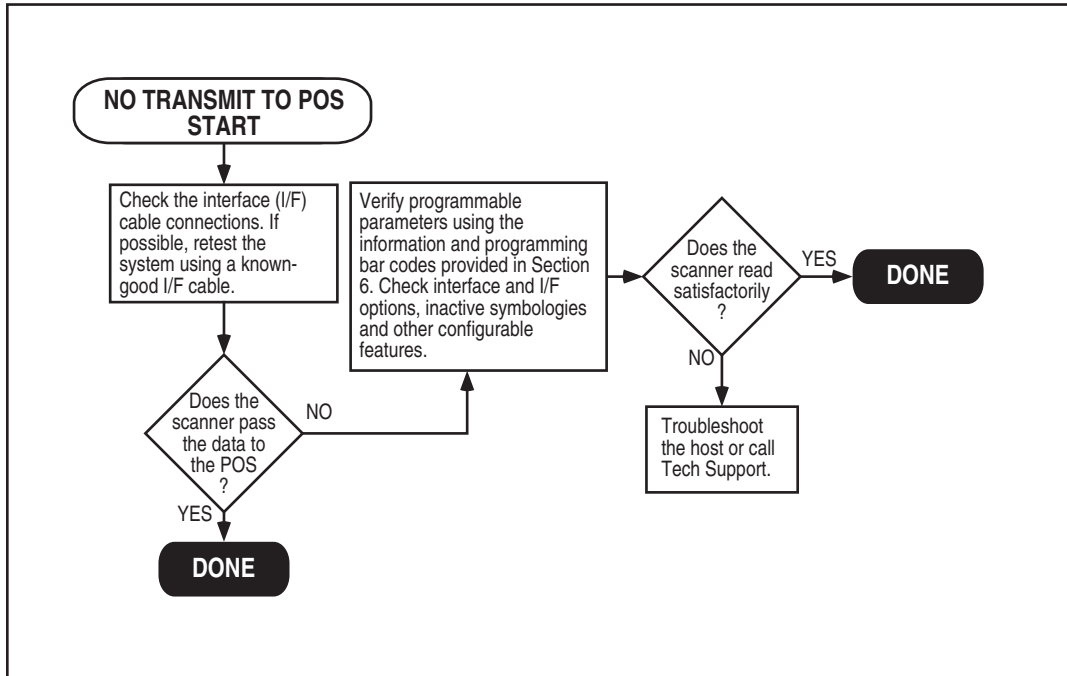 NO TRANSMIT TO POS
START
Check the interface (I/F)
cable connections. If
possible, retest the
system using a known-
good I/F cable.
Does the
scanner pass
the data to
the POS
?
YES
DONE
NO
Verify programmable
parameters using the
information and programming
bar codes provided in Section
6. Check interface and I/F
options, inactive symbologies
and other configurable
features.
Does the
scanner read
satisfactorily
?
YES
DONE
NO
Troubleshoot
the host or call
Tech Support.